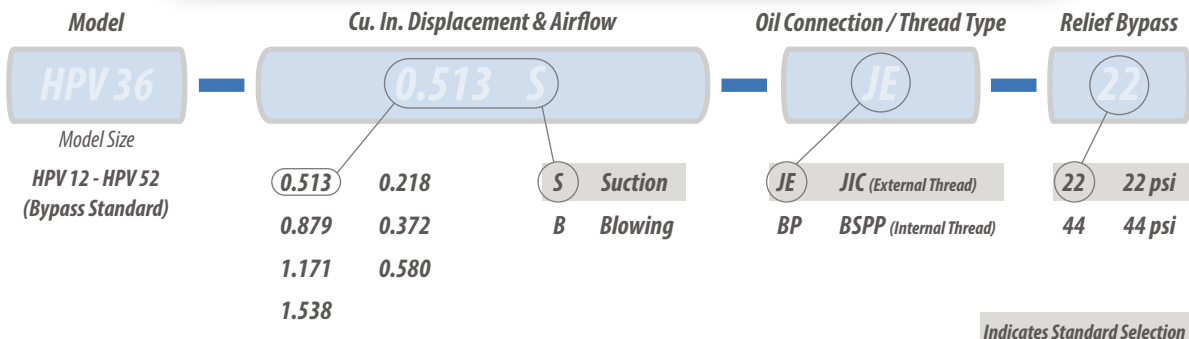 Model Cu. In. Displacement & Airflow Oil Connection / Thread Type Relief Bypass
HPV 36 0.513 S JE 22
Model Size
HPV 12 - HPV 52
(Bypass Standard)
0.513 0.218 S Suction JE JIC (External Thread) 22 22 psi
0.879 0.372 B Blowing BP BSPP (Internal Thread) 44 44 psi
1.171 0.580
1.538
Indicates Standard Selection